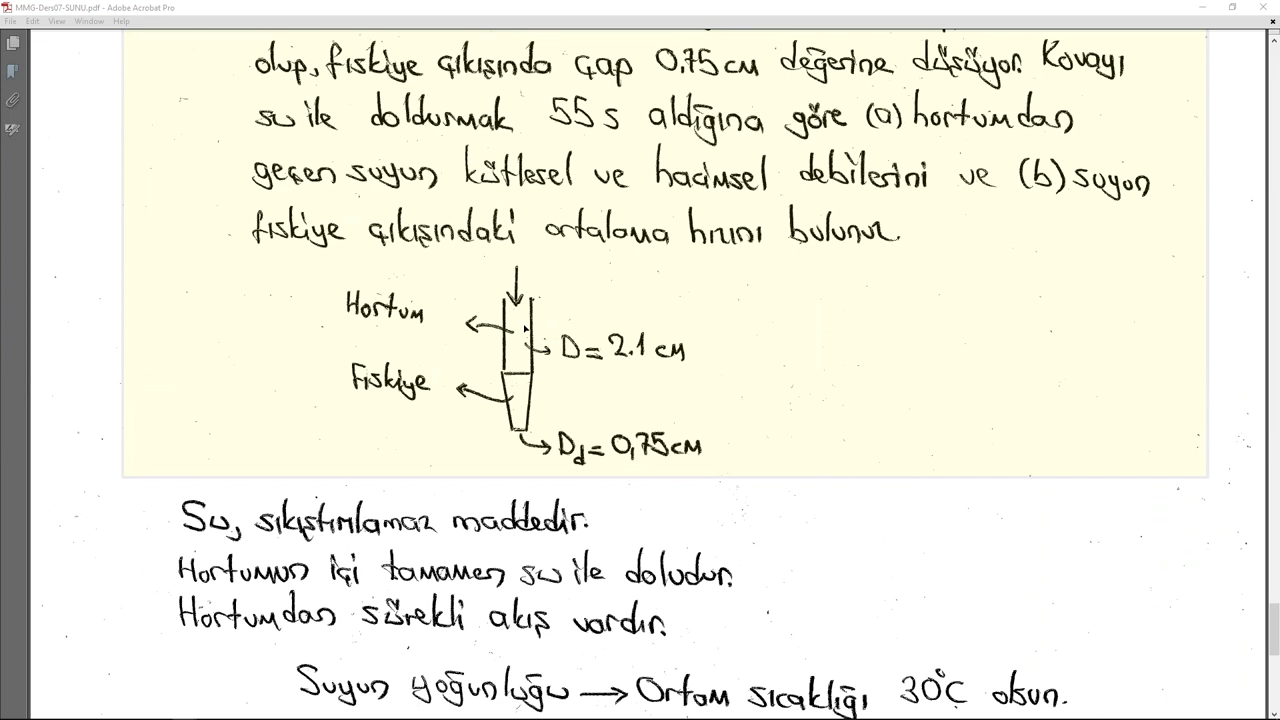 MMG-Ders07-SUNU.pdf - Adobe Acrobat Pro
File Edit View Window Help
olup, fıskiye çıkışında çap 0,75 cm değerine düşüyor. Kovayı
su ile doldurmak 55 s aldığına göre (a) hortumdan
geçen suyun kütlesel ve hacimsel debilerini ve (b) suyun
fıskiye çıkışındaki ortalama hızını bulunuz.
Hortum
D = 2.1 cm
Fıskiye
Dd = 0,75 cm
Su, sıkıştırılamaz maddedir.
Hortumun içi tamamen su ile doludur.
Hortumdan sürekli akış vardır.
Suyun yoğunluğu → Ortam sıcaklığı 30°C olsun.